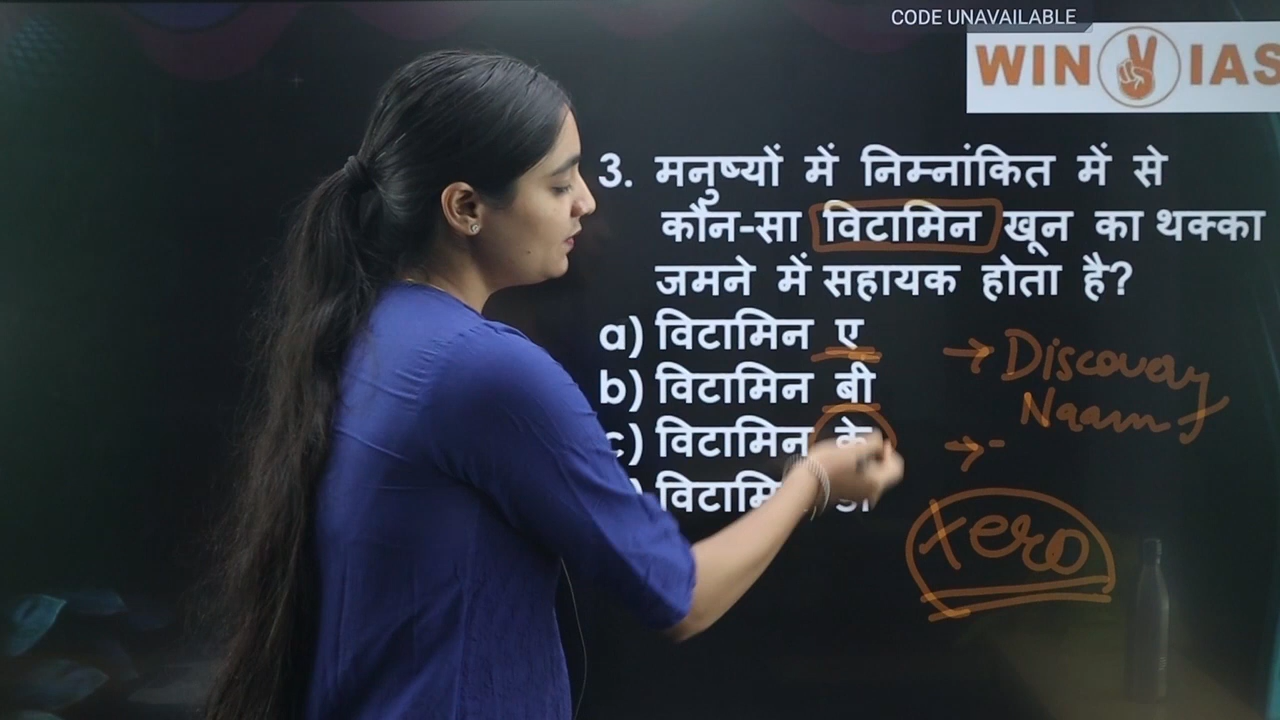 CODE UNAVAILABLE
WIN IAS
3. मनुष्यों में निम्नांकित में से
कौन-सा विटामिन खून का थक्का
जमने में सहायक होता है?
a) विटामिन ए
b) विटामिन बी
c) विटामिन के
विटामि
→ Discovery
Naam
→ -
xero